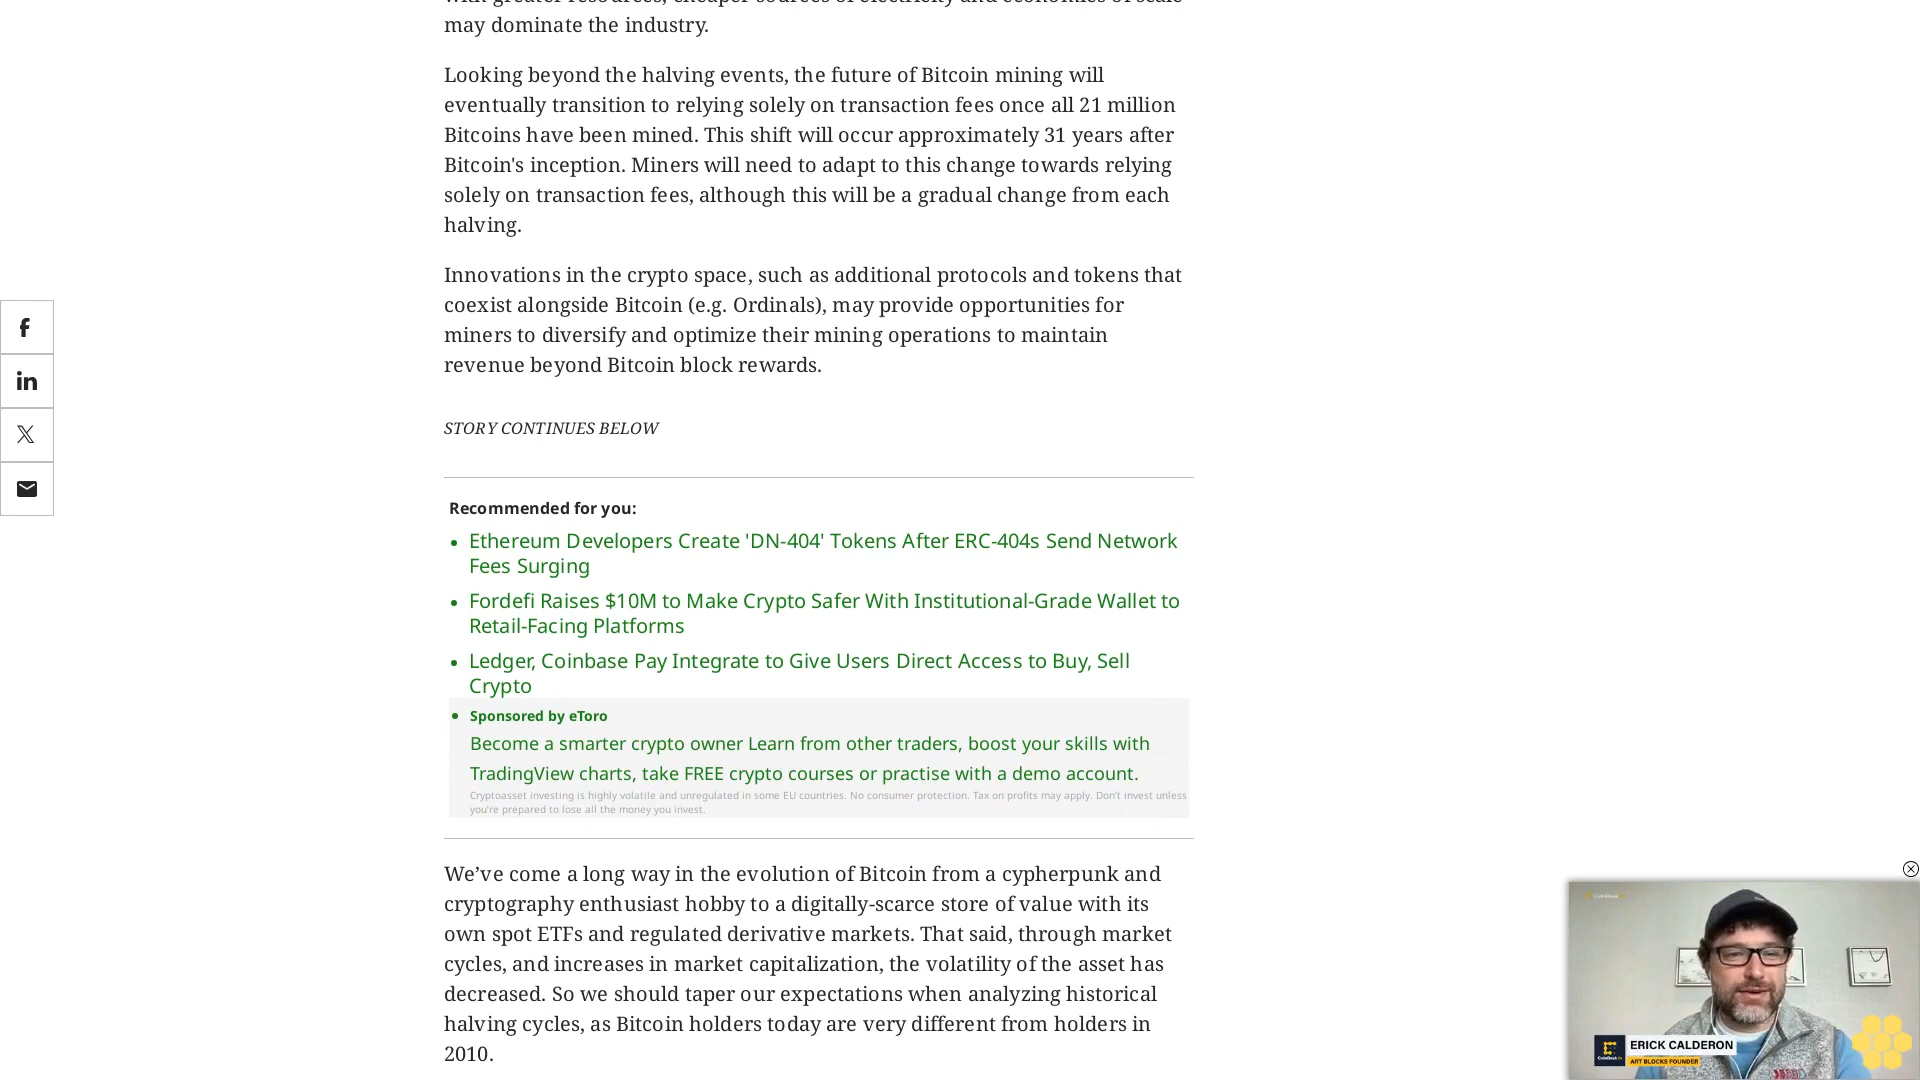 may dominate the industry.
Looking beyond the halving events, the future of Bitcoin mining will
eventually transition to relying solely on transaction fees once all 21 million
Bitcoins have been mined. This shift will occur approximately 31 years after
Bitcoin's inception. Miners will need to adapt to this change towards relying
solely on transaction fees, although this will be a gradual change from each
halving.
Innovations in the crypto space, such as additional protocols and tokens that
coexist alongside Bitcoin (e.g. Ordinals), may provide opportunities for
miners to diversify and optimize their mining operations to maintain
revenue beyond Bitcoin block rewards.
STORY CONTINUES BELOW
Recommended for you:
• Ethereum Developers Create 'DN-404' Tokens After ERC-404s Send Network
Fees Surging
• Fordefi Raises $10M to Make Crypto Safer With Institutional-Grade Wallet to
Retail-Facing Platforms
• Ledger, Coinbase Pay Integrate to Give Users Direct Access to Buy, Sell
Crypto
• Sponsored by eToro
Become a smarter crypto owner Learn from other traders, boost your skills with
TradingView charts, take FREE crypto courses or practise with a demo account.
Cryptoasset investing is highly volatile and unregulated in some EU countries. No consumer protection. Tax on profits may apply. Don't invest unless
you're prepared to lose all the money you invest.
We’ve come a long way in the evolution of Bitcoin from a cypherpunk and
cryptography enthusiast hobby to a digitally-scarce store of value with its
own spot ETFs and regulated derivative markets. That said, through market
cycles, and increases in market capitalization, the volatility of the asset has
decreased. So we should taper our expectations when analyzing historical
halving cycles, as Bitcoin holders today are very different from holders in
2010.
CoinDesk
ERICK CALDERON
ART BLOCKS FOUNDER